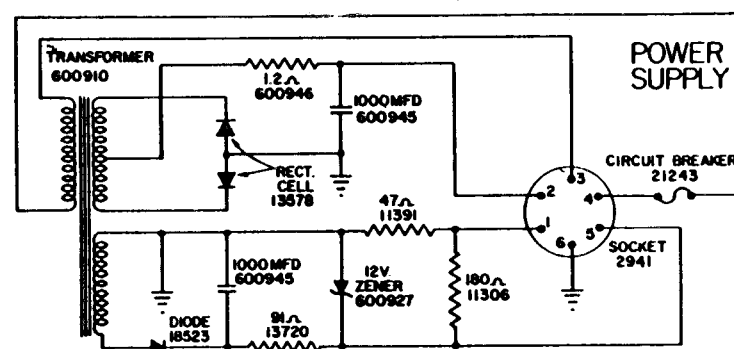 TRANSFORMER
600910
1.2Ω
600946
1000MFD
600945
POWER
SUPPLY
RECT.
CELL
13578
CIRCUIT BREAKER
21243
3
2
4
1
5
6
47Ω
11391
SOCKET
2941
1000MFD
600945
12V.
ZENER
600927
180Ω
11306
DIODE
18523
91Ω
13720